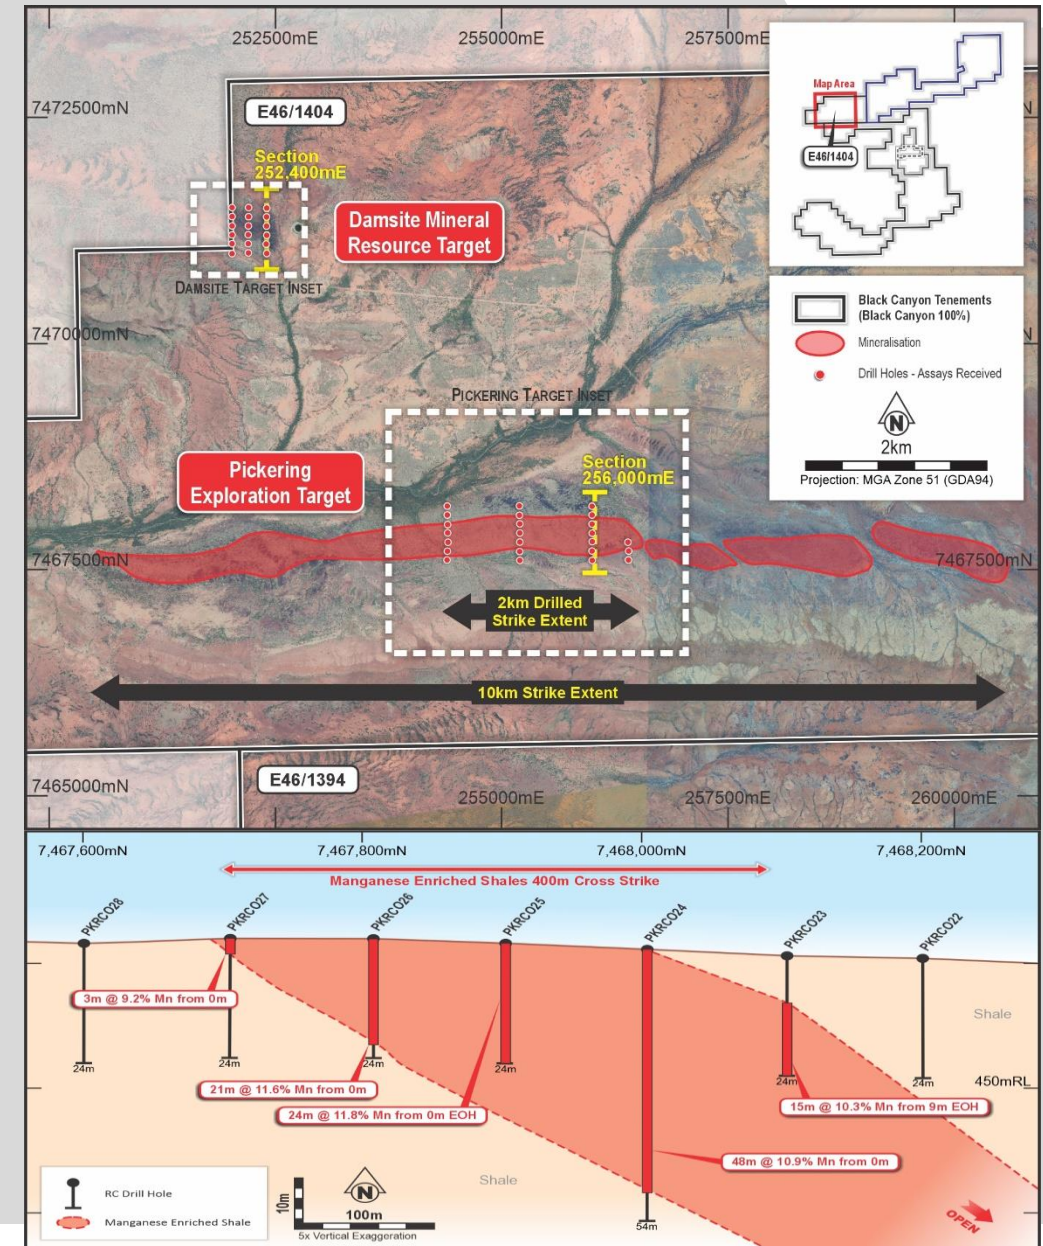 252500mE
255000mE
257500mE
7472500mN
E46/1404
Section
252,400mE
Damsite Mineral
Resource Target
DAMSITE TARGET INSET
Map Area
E46/1404
Black Canyon Tenements
(Black Canyon 100%)
Mineralisation
Drill Holes - Assays Received
N
2km
Projection: MGA Zone 51 (GDA94)
7470000mN
PICKERING TARGET INSET
Pickering
Exploration Target
Section
256,000mE
7467500mN
7467500mN
2km Drilled
Strike Extent
10km Strike Extent
E46/1394
7465000mN
255000mE
257500mE
260000mE
7,467,600mN
7,467,800mN
7,468,000mN
7,468,200mN
Manganese Enriched Shales 400m Cross Strike
PKRC028
PKRC027
PKRC026
PKRC025
PKRC024
PKRC023
PKRC022
3m @ 9.2% Mn from 0m
24m
24m
21m @ 11.6% Mn from 0m
24m
24m @ 11.8% Mn from 0m EOH
24m
48m @ 10.9% Mn from 0m
54m
24m
15m @ 10.3% Mn from 9m EOH
24m
Shale
450mRL
Shale
OPEN
RC Drill Hole
Manganese Enriched Shale
10m
N
100m
5x Vertical Exaggeration